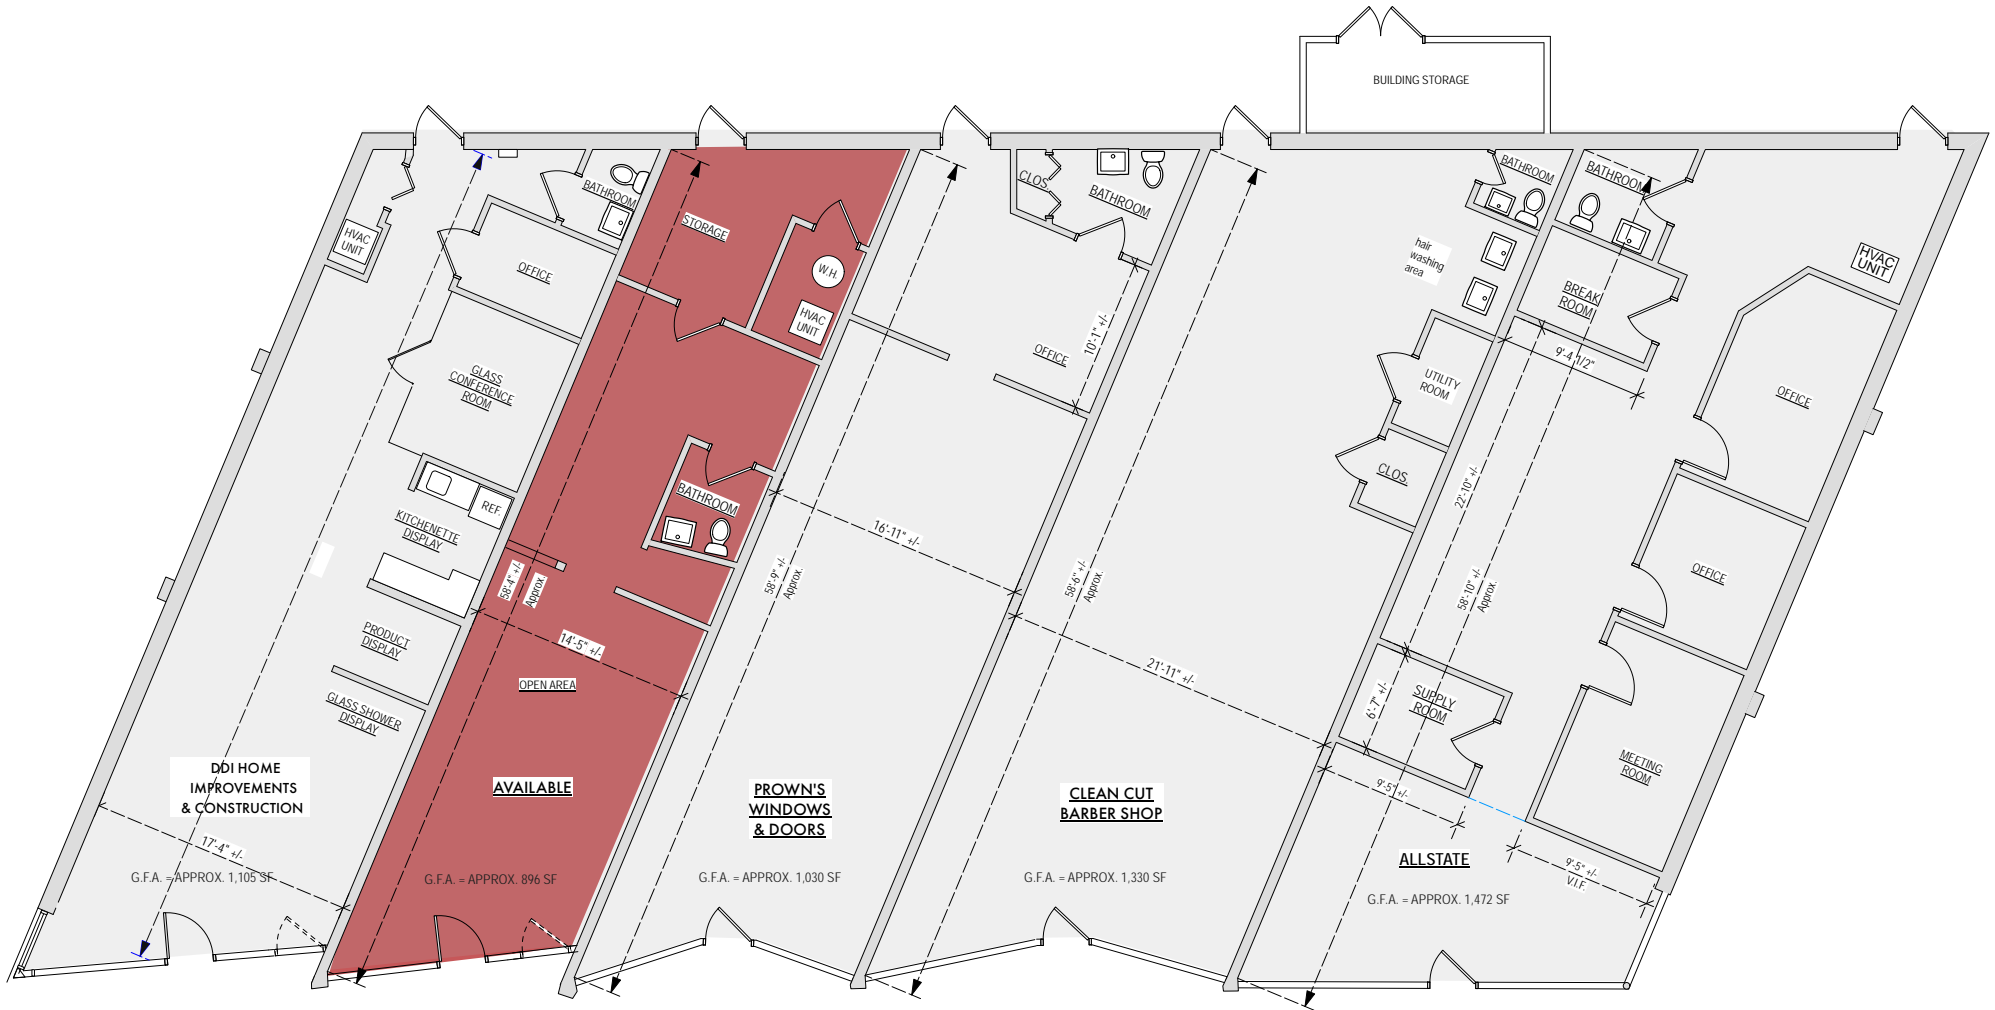 BUILDING STORAGE
HVAC
UNIT
BATHROOM
OFFICE
GLASS
CONFERENCE
ROOM
REF.
KITCHENETTE
DISPLAY
PRODUCT
DISPLAY
GLASS SHOWER
DISPLAY
DDI HOME
IMPROVEMENTS
& CONSTRUCTION
17'-4" +/-
G.F.A. = APPROX. 1,105 SF
STORAGE
W.H.
HVAC
UNIT
BATHROOM
58'-4" +/-
Approx.
14'-5" +/-
OPEN AREA
AVAILABLE
G.F.A. = APPROX. 896 SF
CLOS.
BATHROOM
OFFICE
10'-1" +/-
16'-11" +/-
58'-9" +/-
Approx.
PROWN'S
WINDOWS
& DOORS
G.F.A. = APPROX. 1,030 SF
BATHROOM
hair
washing
area
UTILITY
ROOM
CLOS.
58'-6" +/-
Approx.
21'-11" +/-
CLEAN CUT
BARBER SHOP
G.F.A. = APPROX. 1,330 SF
BATHROOM
HVAC
UNIT
BREAK
ROOM
9'-4 1/2"
OFFICE
22'-10" +/-
58'-10" +/-
Approx.
OFFICE
SUPPLY
ROOM
6'-7" +/-
MEETING
ROOM
9'-5" +/-
ALLSTATE
9'-5" +/-
V.I.F.
G.F.A. = APPROX. 1,472 SF